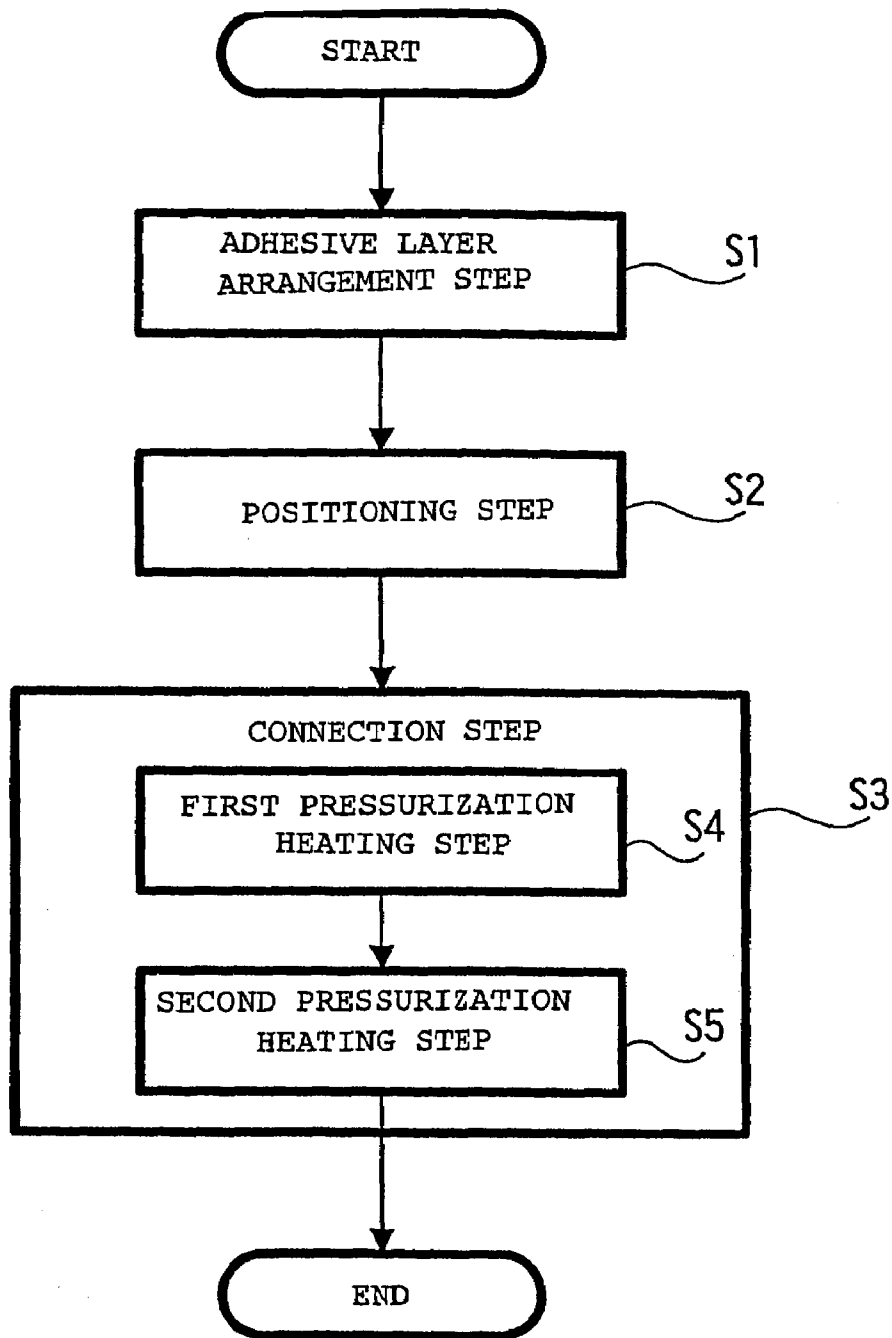 START
ADHESIVE LAYER
ARRANGEMENT STEP
S1
POSITIONING STEP
S2
CONNECTION STEP
S3
FIRST PRESSURIZATION
HEATING STEP
S4
SECOND PRESSURIZATION
HEATING STEP
S5
END